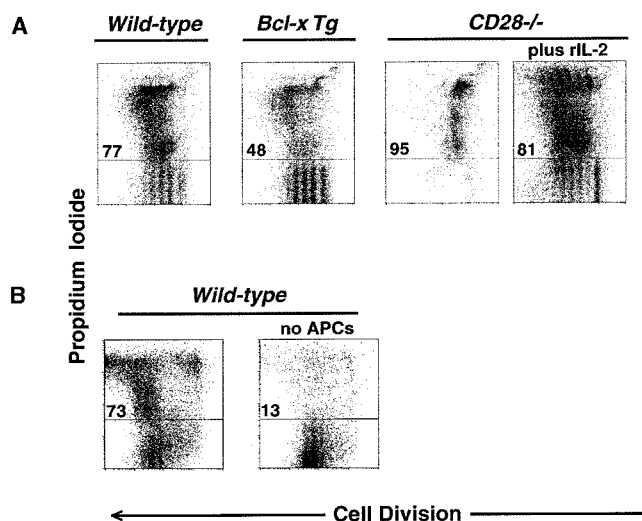 A
Wild-type
Bcl-x Tg
CD28-/-
plus rIL-2
77
48
95
81
Propidium Iodide
B
Wild-type
no APCs
73
13
Cell Division